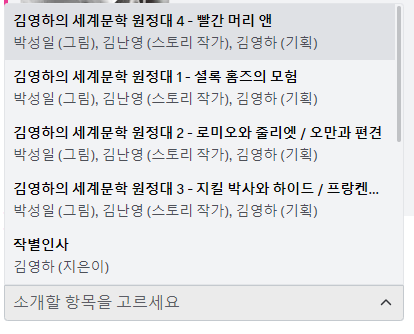 김영하의 세계문학 원정대 4 - 빨간 머리 앤
박성일 (그림), 김난영 (스토리 작가), 김영하 (기획)
김영하의 세계문학 원정대 1 - 셜록 홈즈의 모험
박성일 (그림), 김난영 (스토리 작가), 김영하 (기획)
김영하의 세계문학 원정대 2 - 로미오와 줄리엔 / 오만과 편견
박성일 (그림), 김난영 (스토리 작가), 김영하 (기획)
김영하의 세계문학 원정대 3 - 지킬 박사와 하이드 / 프랑켄...
박성일 (그림), 김난영 (스토리 작가), 김영하 (기획)
작별인사
김영하 (지은이)
소개할 항목을 고르세요